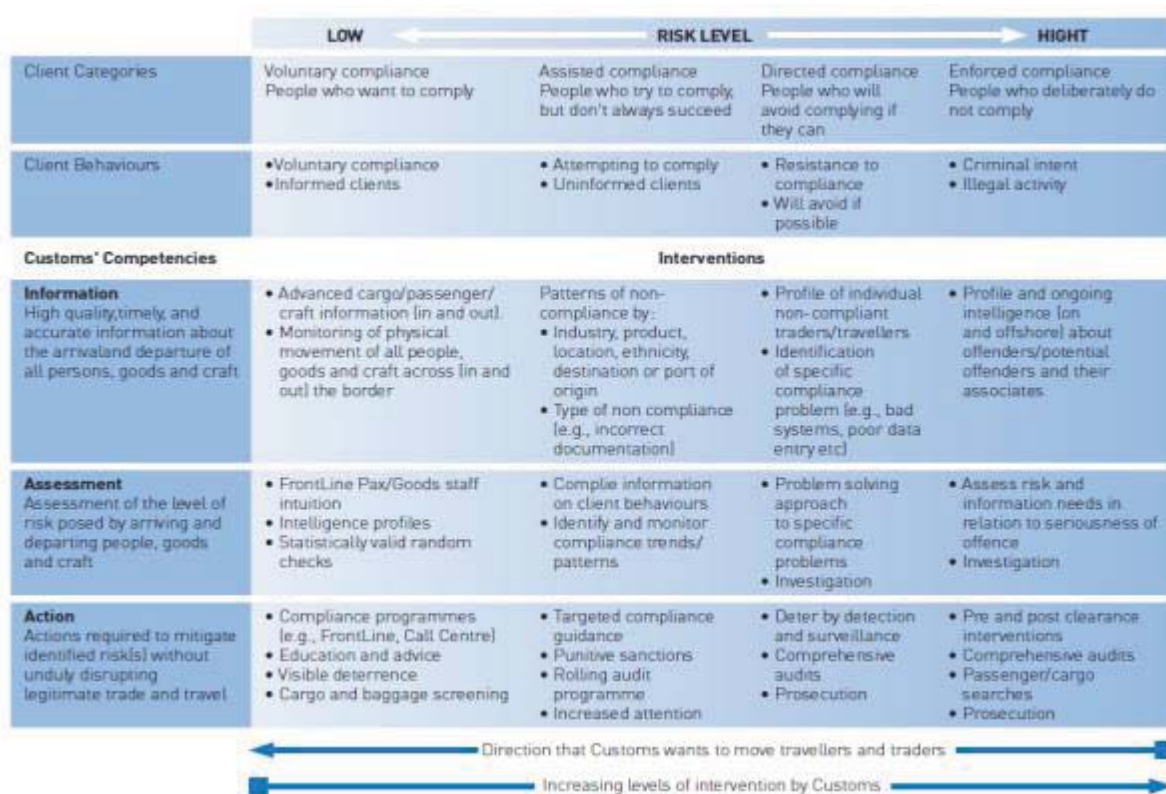 LOW RISK LEVEL HIGHT
Client Categories
Voluntary compliance
People who want to comply
Assisted compliance
People who try to comply,
but don't always succeed
Directed compliance
People who will
avoid complying if
they can
Enforced compliance
People who deliberately do
not comply
Client Behaviours
•Voluntary compliance
•Informed clients
• Attempting to comply
• Uninformed clients
• Resistance to
compliance
• Will avoid if
possible
• Criminal intent
• Illegal activity
Customs' Competencies
Interventions
Information
High quality,timely, and
accurate information about
the arrivaland departure of
all persons, goods and craft
• Advanced cargo/passenger/
craft information (in and out).
• Monitoring of physical
movement of all people,
goods and craft across (in and
out) the border
Patterns of non-
compliance by:
• Industry, product,
location, ethnicity,
destination or port of
origin
• Type of non compliance
(e.g., incorrect
documentation)
• Profile of individual
non-compliant
traders/travellers
• Identification
of specific
compliance
problem (e.g., bad
systems, poor data
entry etc)
• Profile and ongoing
intelligence (on
and offshore) about
offenders/potential
offenders and their
associates.
Assessment
Assessment of the level of
risk posed by arriving and
departing people, goods
and craft
• FrontLine Pax/Goods staff
intuition
• Intelligence profiles
• Statistically valid random
checks
• Complie information
on client behaviours
• Identify and monitor
compliance trends/
patterns
• Problem solving
approach
to specific
compliance
problems
• Investigation
• Assess risk and
information needs in
relation to seriousness of
offence
• Investigation
Action
Actions required to mitigate
identified risk(s) without
unduly disrupting
legitimate trade and travel
• Compliance programmes
(e.g., FrontLine, Call Centre)
• Education and advice
• Visible deterrence
• Cargo and baggage screening
• Targeted compliance
guidance
• Punitive sanctions
• Rolling audit
programme
• Increased attention
• Deter by detection
and surveillance
• Comprehensive
audits
• Prosecution
• Pre and post clearance
interventions
• Comprehensive audits
• Passenger/cargo
searches
• Prosecution
Direction that Customs wants to move travellers and traders
Increasing levels of intervention by Customs